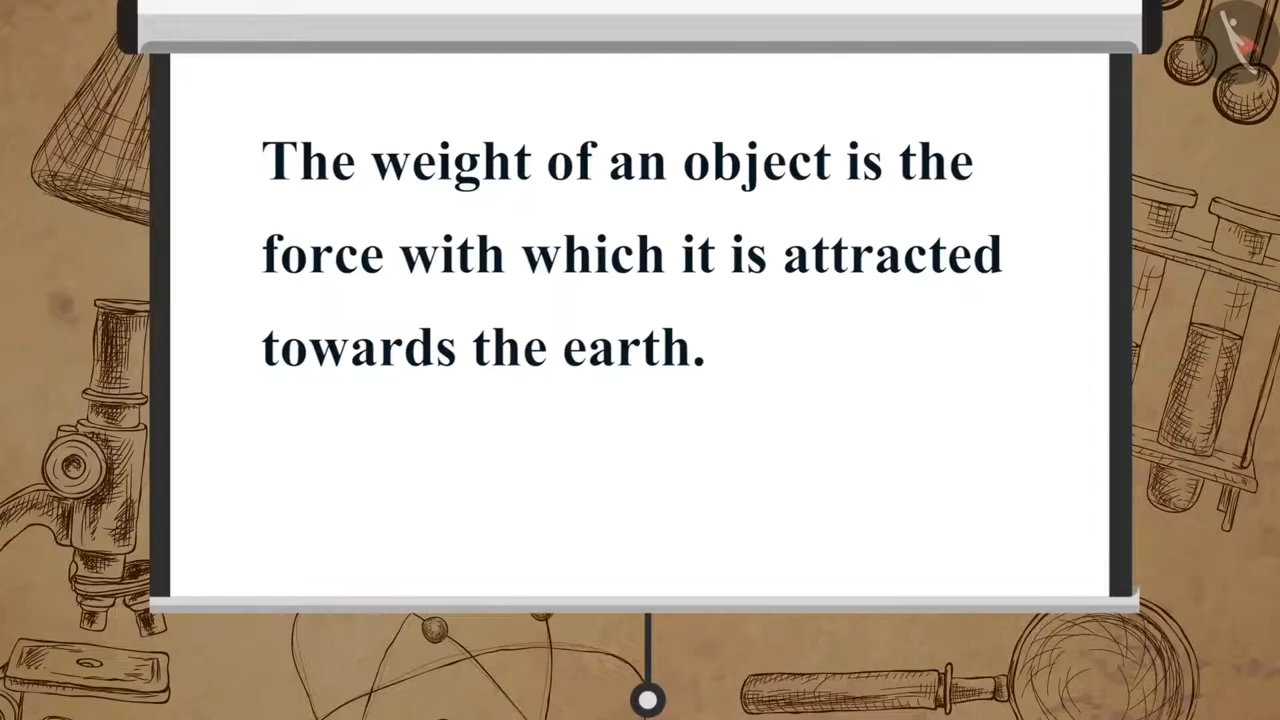 The weight of an object is the
force with which it is attracted
towards the earth.